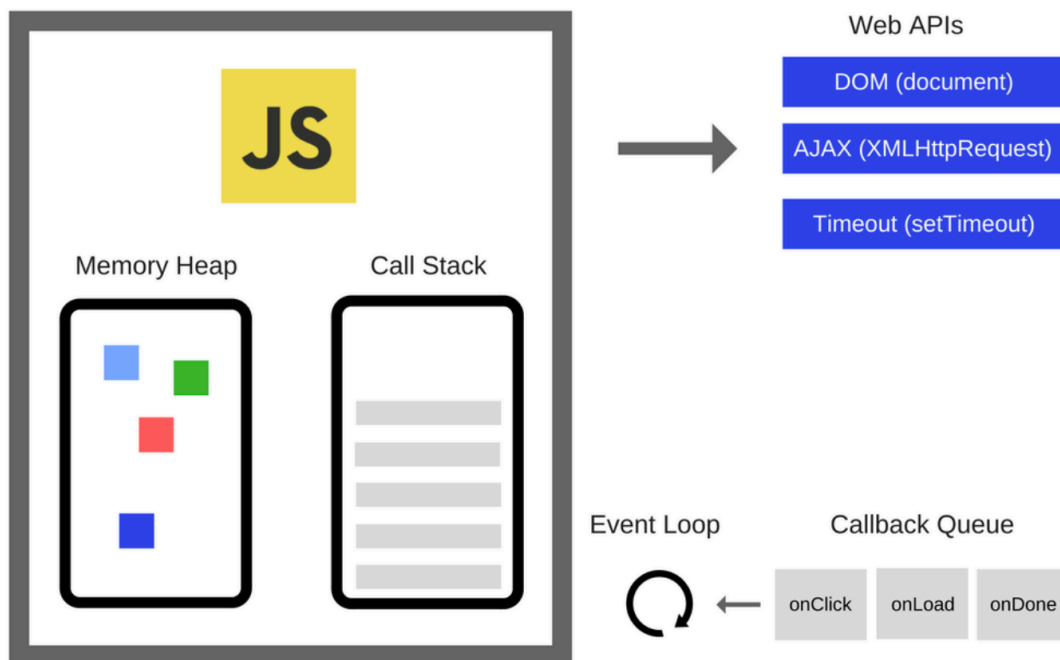 Web APIs
DOM (document)
JS
AJAX (XMLHttpRequest)
Timeout (setTimeout)
Memory Heap
Call Stack
Event Loop
Callback Queue
onClick
onLoad
onDone